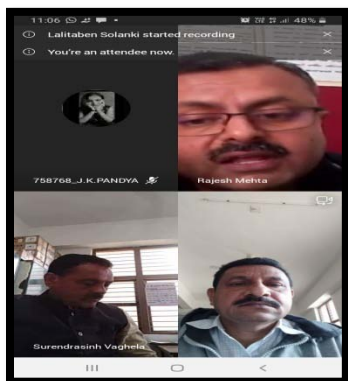 11:06
48%
Lalitaben Solanki started recording
You're an attendee now.
758768_J.K.PANDYA
Rajesh Mehta
Surendrasinh Vaghela